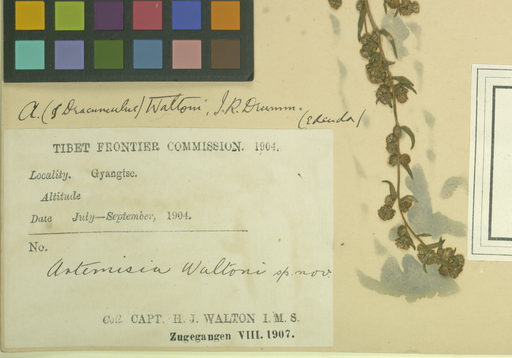 A. (§ Dracunculus) Waltoni, J. R. Drumm.
TIBET FRONTIER COMMISSION. 1904.
Locality. Gyangtse.
Altitude
Date July—September, 1904.
No.
Artemisia Waltoni sp. nov
Coll. CAPT. H. J. WALTON I. M. S.
Zugegangen VIII. 1907.